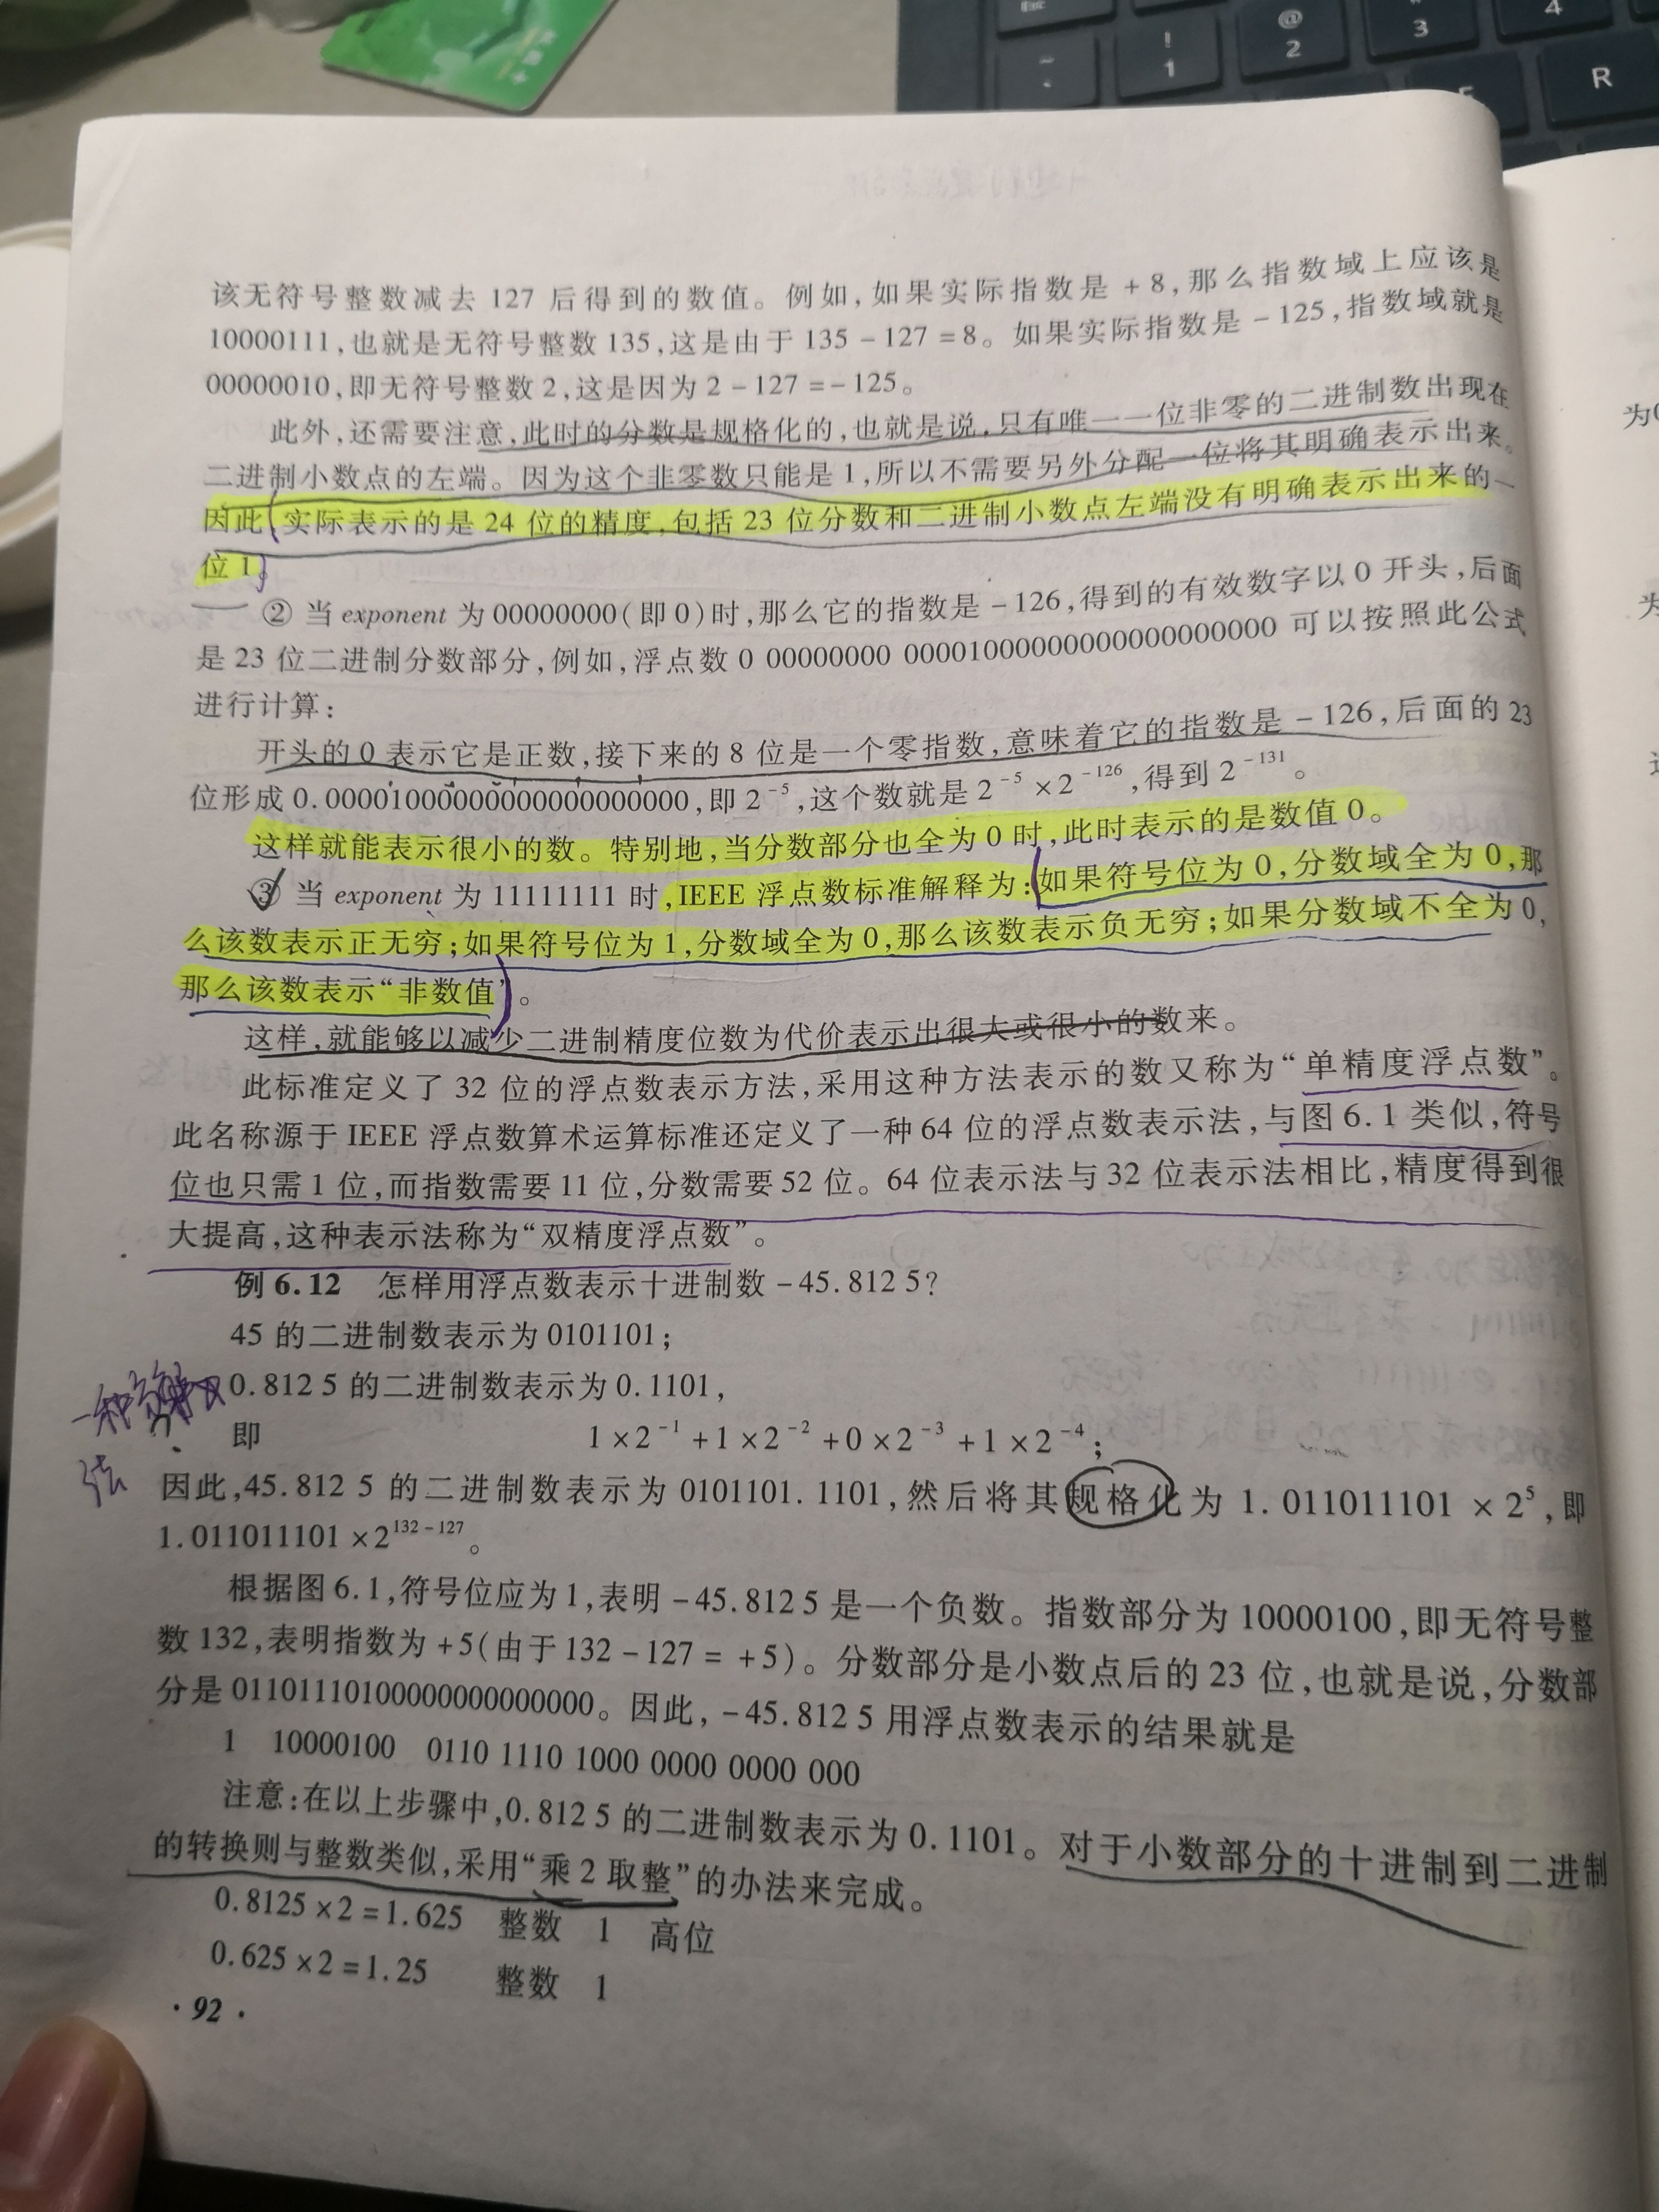 @
!
3
4
2
1
R
该无符号整数减去 127 后得到的数值。例如,如果实际指数是 +8,那么指数域上应该是
10000111,也就是无符号整数 135,这是由于 135－127＝8。如果实际指数是－125,指数域就是
00000010,即无符号整数 2,这是因为 2－127＝－125。
此外,还需要注意,此时的分数是规格化的,也就是说,只有唯一一位非零的二进制数出现在
二进制小数点的左端。因为这个非零数只能是 1,所以不需要另外分配一位将其明确表示出来。
因此,实际表示的是 24 位的精度,包括 23 位分数和二进制小数点左端没有明确表示出来的一
位 1。
② 当 exponent 为 00000000(即 0)时,那么它的指数是－126,得到的有效数字以 0 开头,后面
是 23 位二进制分数部分,例如,浮点数 0 00000000 00001000000000000000000 可以按照此公式
进行计算:
开头的 0 表示它是正数,接下来的 8 位是一个零指数,意味着它的指数是－126,后面的 23
位形成 0.00001000000000000000000,即 2⁻⁵,这个数就是 2⁻⁵×2⁻¹²⁶,得到 2⁻¹³¹。
这样就能表示很小的数。特别地,当分数部分也全为 0 时,此时表示的是数值 0。
③ 当 exponent 为 11111111 时,IEEE 浮点数标准解释为:如果符号位为 0,分数域全为 0,那
么该数表示正无穷;如果符号位为 1,分数域全为 0,那么该数表示负无穷;如果分数域不全为 0,
那么该数表示“非数值”。
这样,就能够以减少二进制精度位数为代价表示出很大或很小的数来。
此标准定义了 32 位的浮点数表示方法,采用这种方法表示的数又称为“单精度浮点数”。
此名称源于 IEEE 浮点数算术运算标准还定义了一种 64 位的浮点数表示法,与图 6.1 类似,符号
位也只需 1 位,而指数需要 11 位,分数需要 52 位。64 位表示法与 32 位表示法相比,精度得到很
大提高,这种表示法称为“双精度浮点数”。
例 6.12 怎样用浮点数表示十进制数－45.812 5?
45 的二进制数表示为 0101101;
0.812 5 的二进制数表示为 0.1101,
即 1×2⁻¹＋1×2⁻²＋0×2⁻³＋1×2⁻⁴;
因此,45.812 5 的二进制数表示为 0101101.1101,然后将其规格化为 1.011011101×2⁵,即
1.011011101×2¹³²⁻¹²⁷。
根据图 6.1,符号位应为 1,表明－45.812 5 是一个负数。指数部分为 10000100,即无符号整
数 132,表明指数为 +5(由于 132－127＝+5)。分数部分是小数点后的 23 位,也就是说,分数部
分是 01101110100000000000000。因此,－45.812 5 用浮点数表示的结果就是
1 10000100 0110 1110 1000 0000 0000 000
注意:在以上步骤中,0.812 5 的二进制数表示为 0.1101。对于小数部分的十进制到二进制
的转换则与整数类似,采用“乘 2 取整”的办法来完成。
0.8125×2＝1.625 整数 1 高位
0.625×2＝1.25 整数 1
·92·